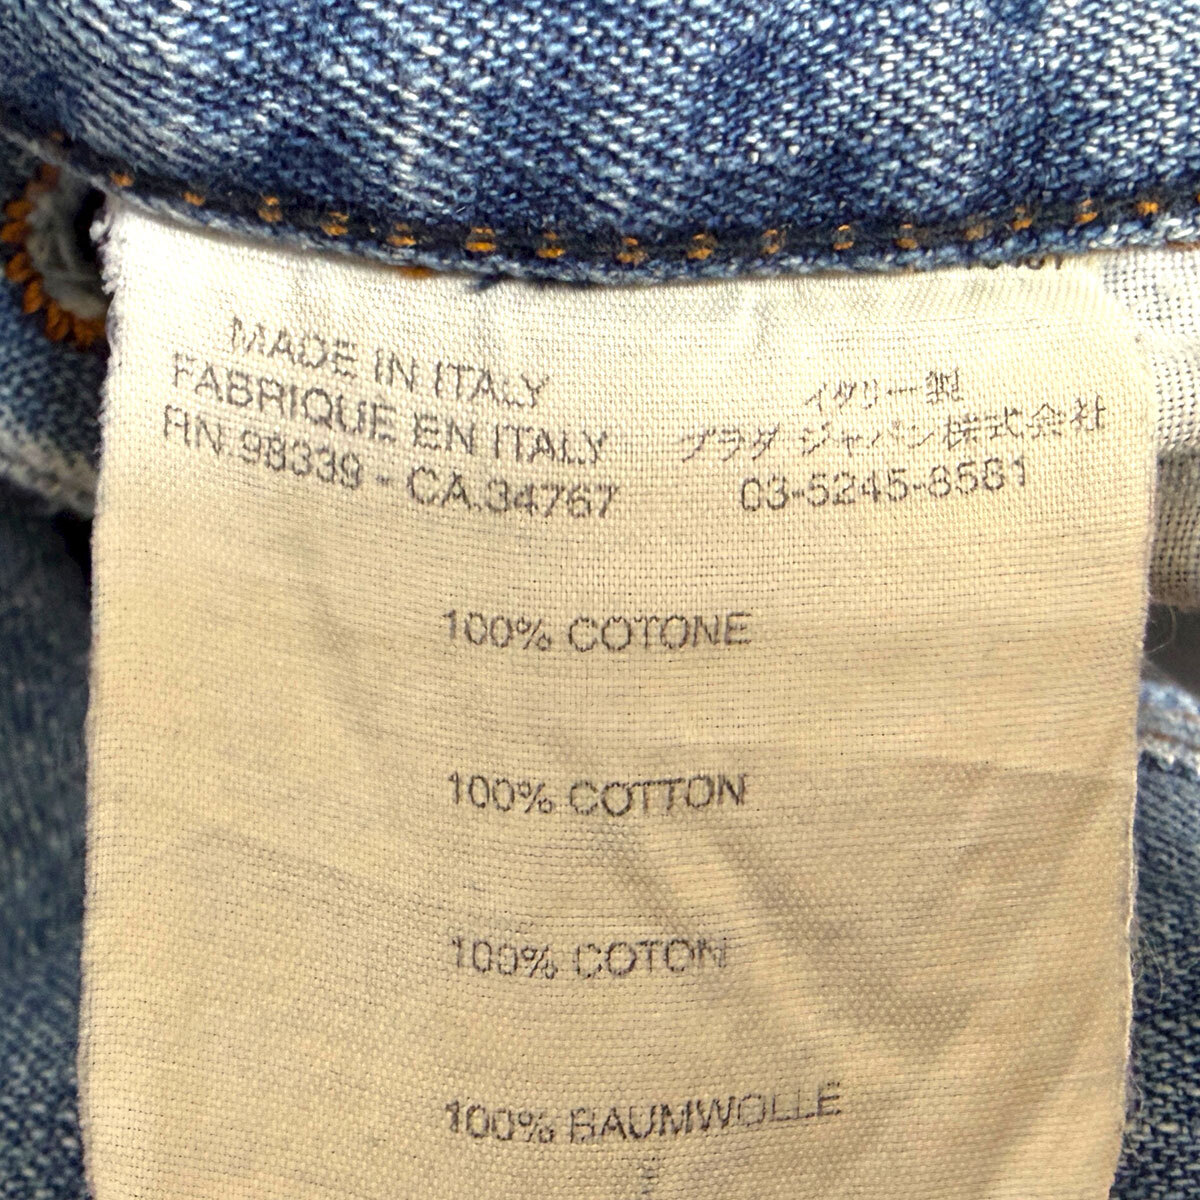 MADE IN ITALY
FABRIQUE EN ITALY
RN 98339 - CA.34767
イタリー製
プラダ ジャパン株式会社
03-5245-8581
100% COTONE
100% COTTON
100% COTON
100% BAUMWOLLE